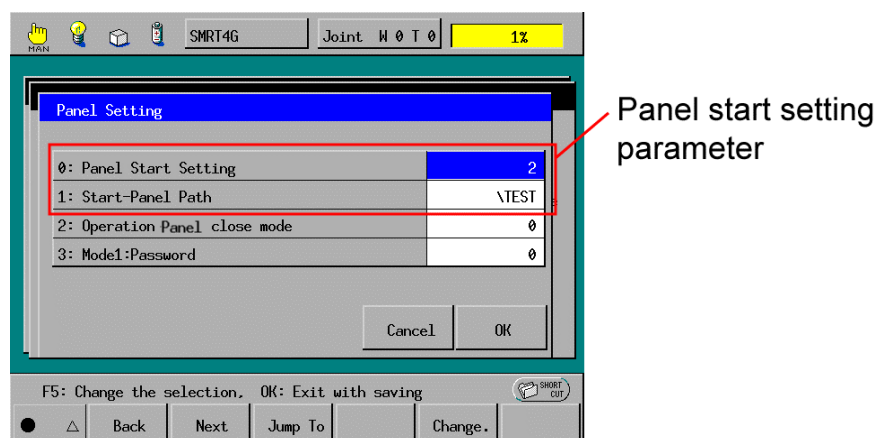 MAN SMRT4G Joint W 0 T 0 1%
Panel Setting
Panel start setting
parameter
0: Panel Start Setting 2
1: Start-Panel Path \TEST
2: Operation Panel close mode 0
3: Mode1:Password 0
Cancel OK
F5: Change the selection, OK: Exit with saving SHORT
CUT
Back Next Jump To Change.